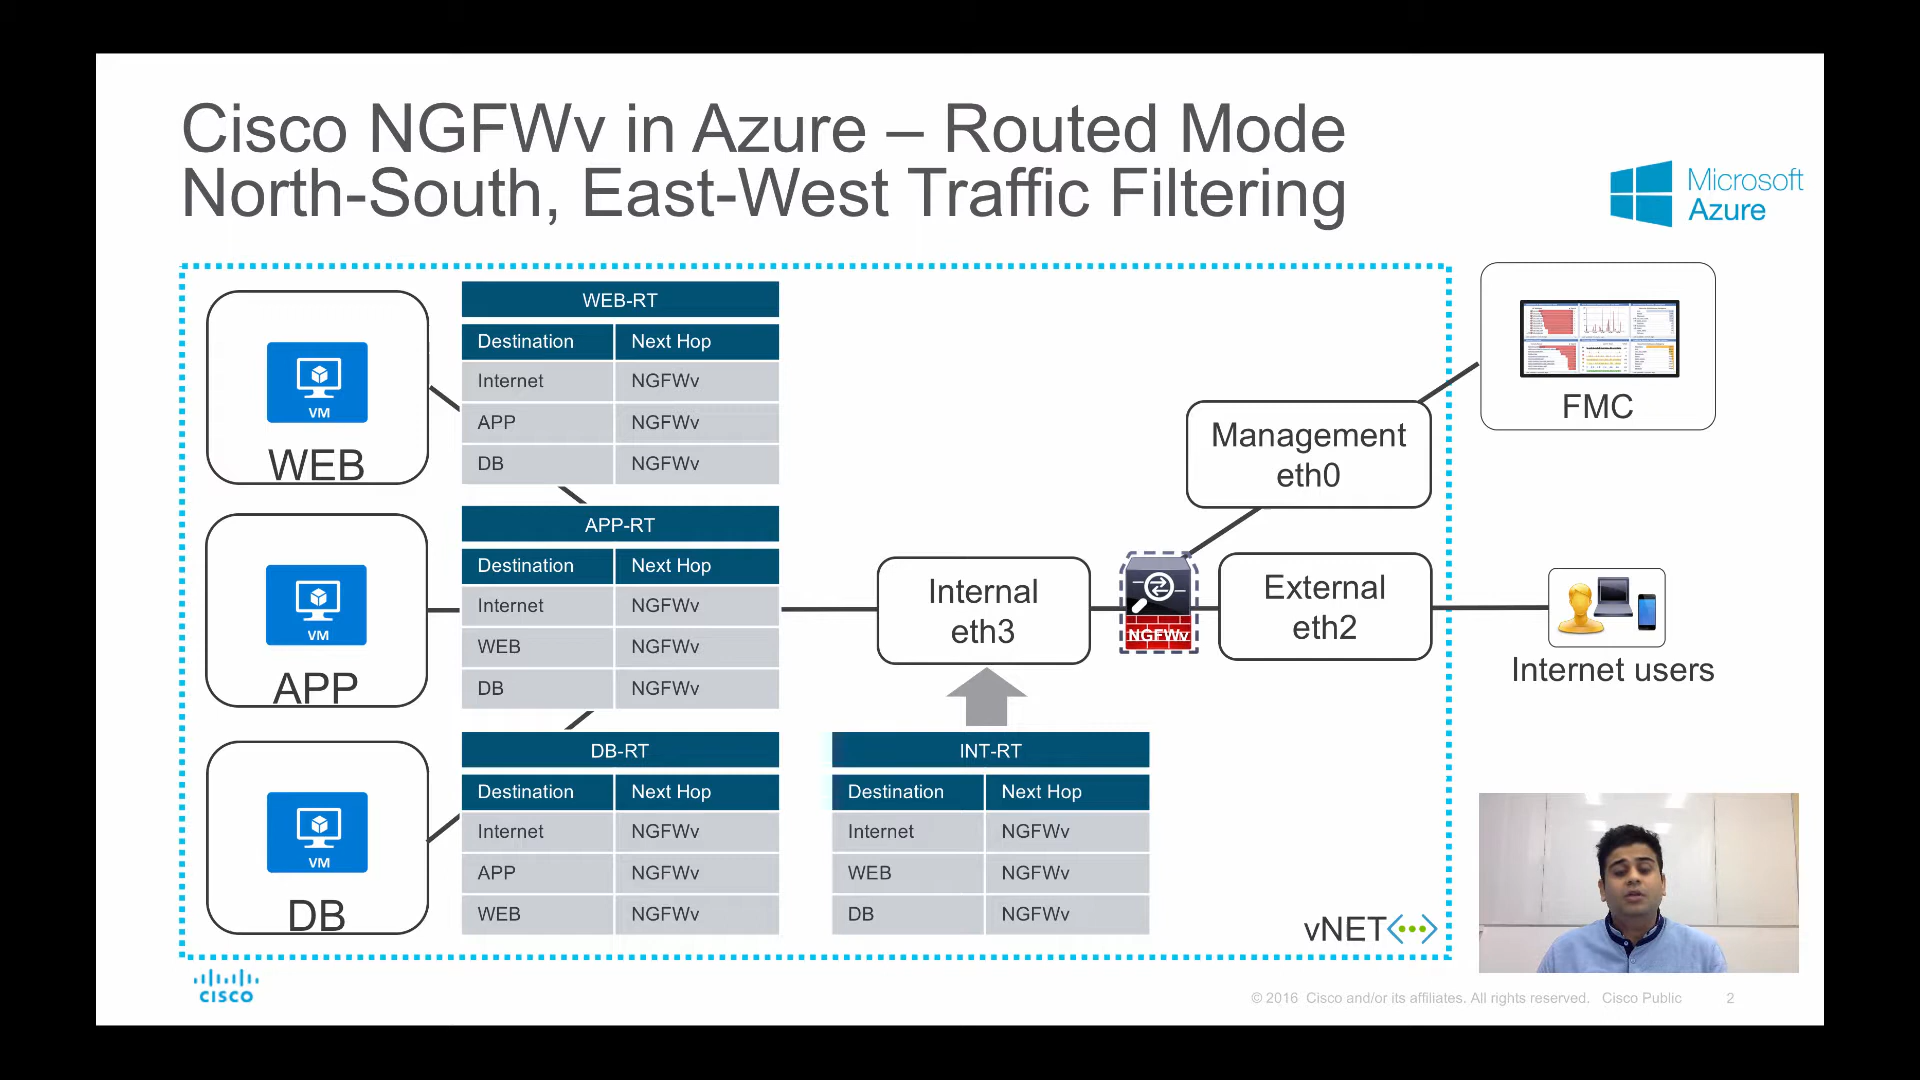 Cisco NGFWv in Azure – Routed Mode
North-South, East-West Traffic Filtering
Microsoft
Azure
VM
WEB
WEB-RT
Destination Next Hop
Internet NGFWv
APP NGFWv
DB NGFWv
FMC
Management
eth0
VM
APP
APP-RT
Destination Next Hop
Internet NGFWv
WEB NGFWv
DB NGFWv
Internal
eth3
NGFWv
External
eth2
Internet users
VM
DB
DB-RT
Destination Next Hop
Internet NGFWv
APP NGFWv
WEB NGFWv
INT-RT
Destination Next Hop
Internet NGFWv
WEB NGFWv
DB NGFWv
vNET
CISCO
© 2016 Cisco and/or its affiliates. All rights reserved. Cisco Public 2